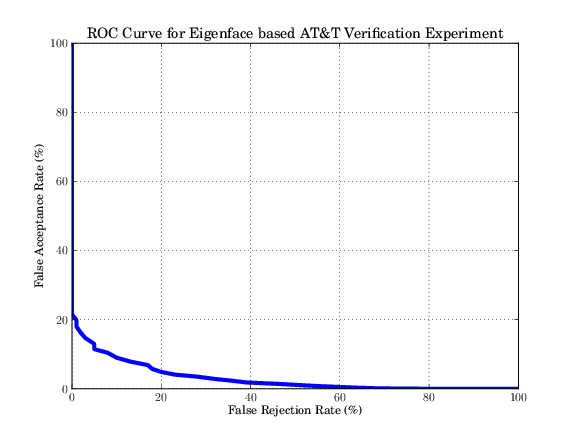 ROC Curve for Eigenface based AT&T Verification Experiment
100
80
60
40
20
0
False Acceptance Rate (%)
0 20 40 60 80 100
False Rejection Rate (%)